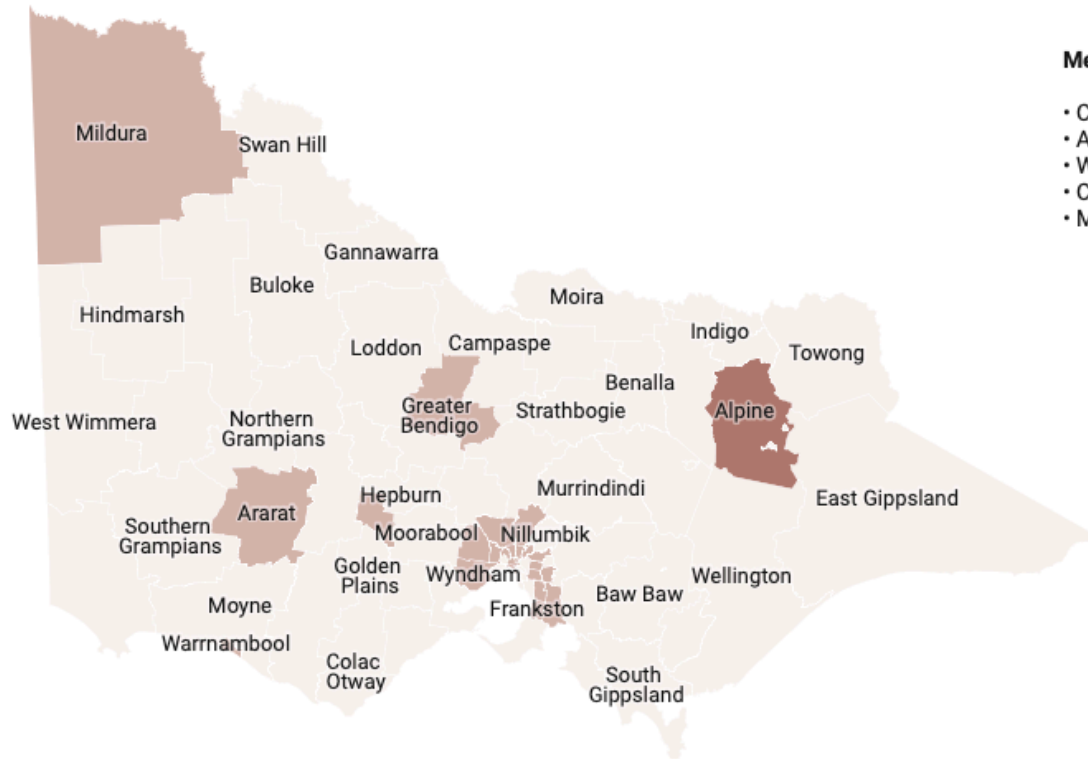 Me
• C
• A
• W
• C
• M
Mildura
Swan Hill
Gannawarra
Buloke
Moira
Hindmarsh
Indigo
Campaspe
Loddon
Towong
Benalla
Alpine
Greater
Bendigo
Strathbogie
West Wimmera
Northern
Grampians
Murrindindi
Hepburn
East Gippsland
Ararat
Southern
Grampians
Moorabool
Nillumbik
Golden
Plains
Wyndham
Wellington
Baw Baw
Moyne
Frankston
Warrnambool
Colac
Otway
South
Gippsland